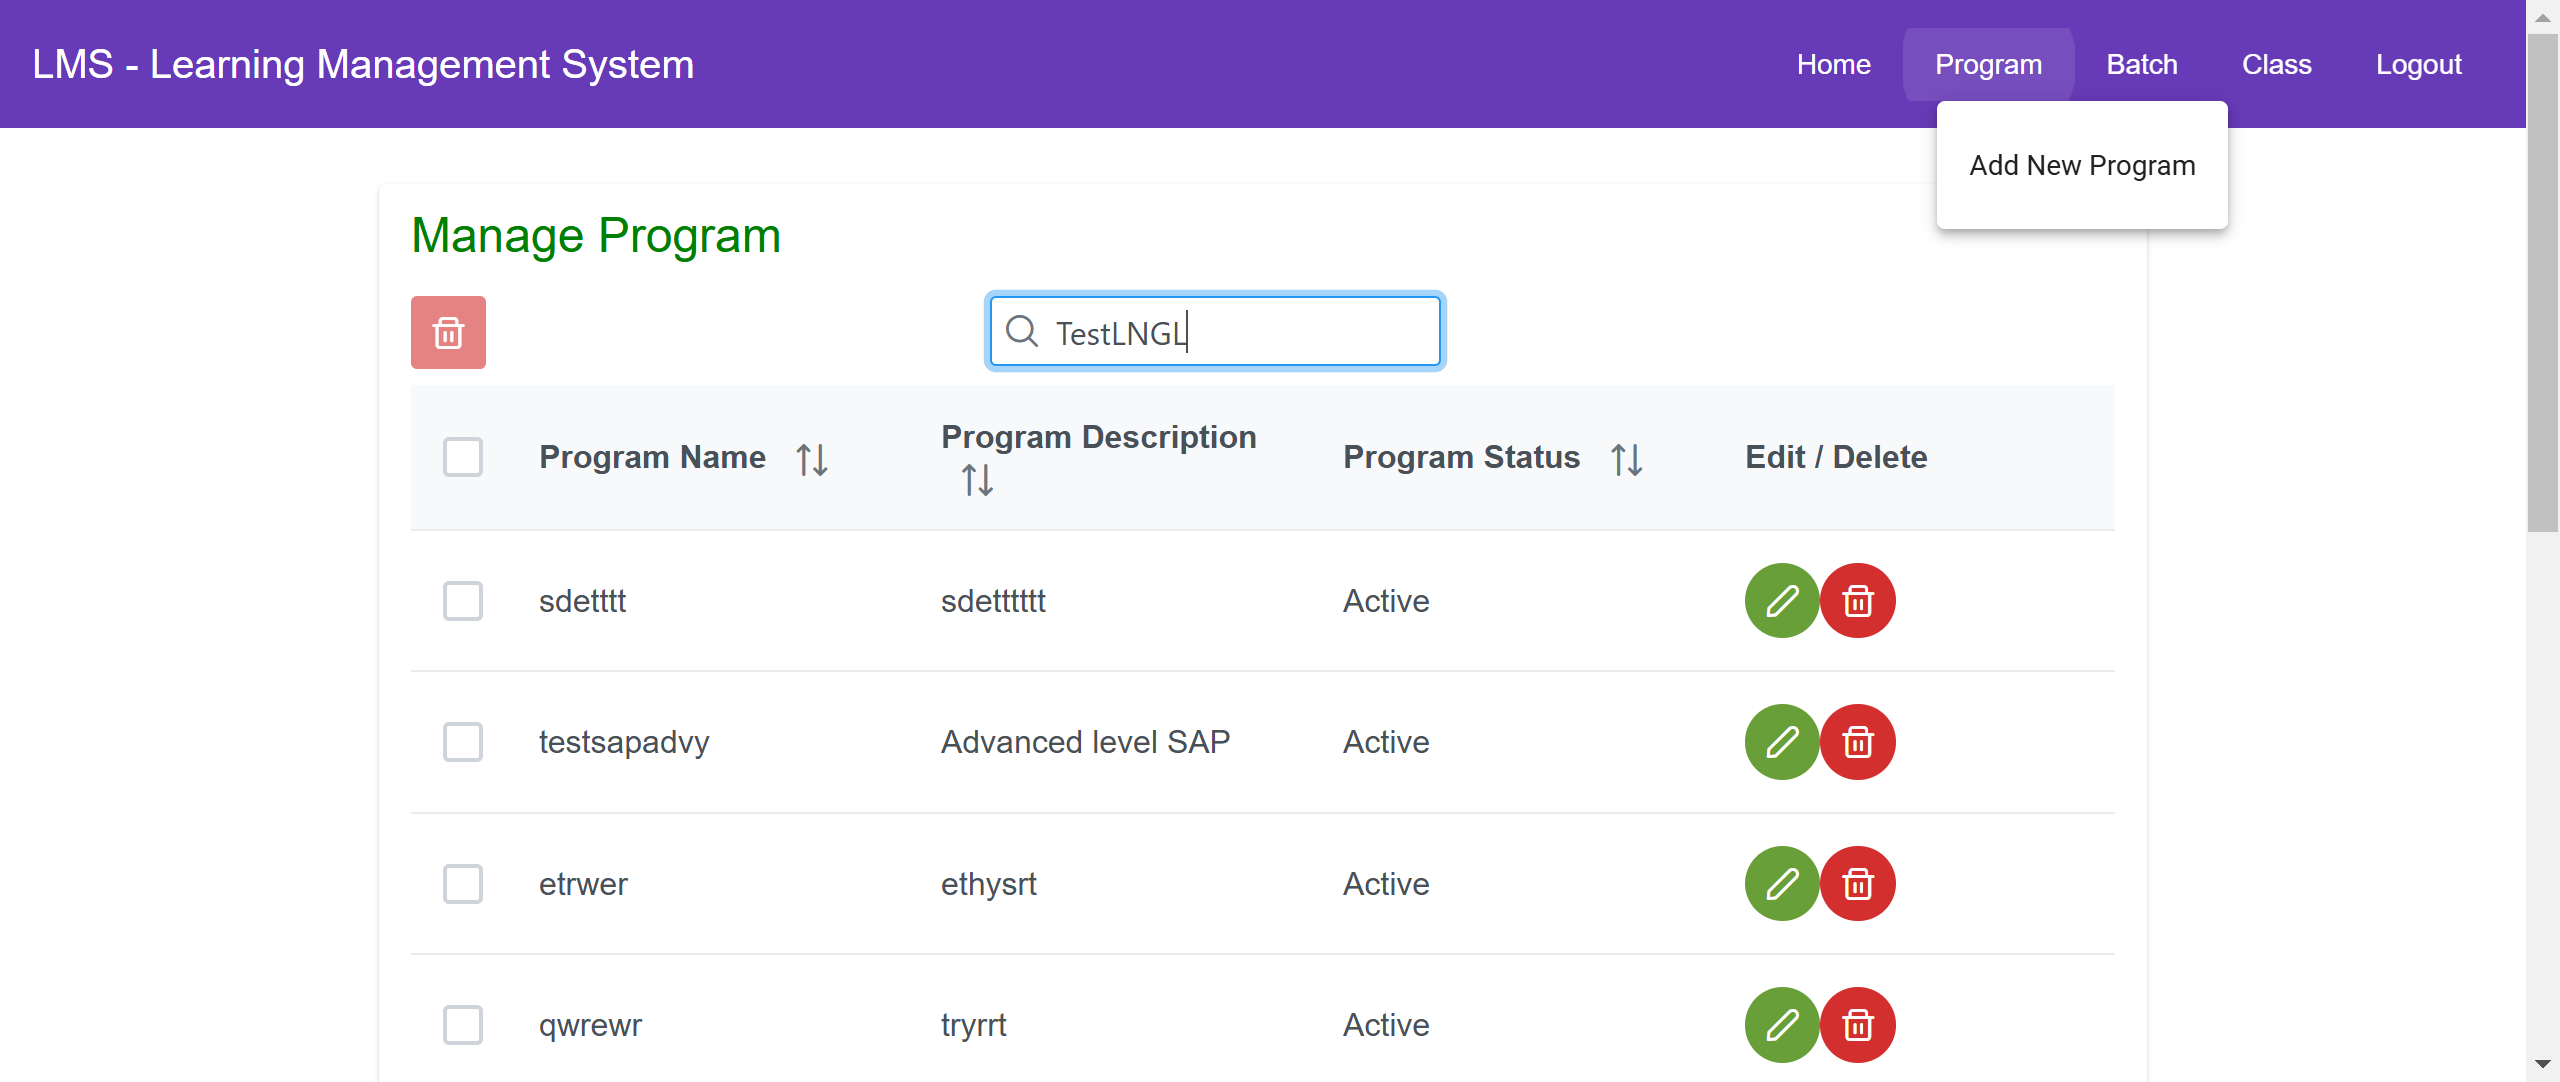 LMS - Learning Management System
Home Program Batch Class Logout
Add New Program
Manage Program
TestLNGL
Program Name Program Description Program Status Edit / Delete
sdetttt sdetttttt Active
testsapadvy Advanced level SAP Active
etrwer ethysrt Active
qwrewr tryrrt Active